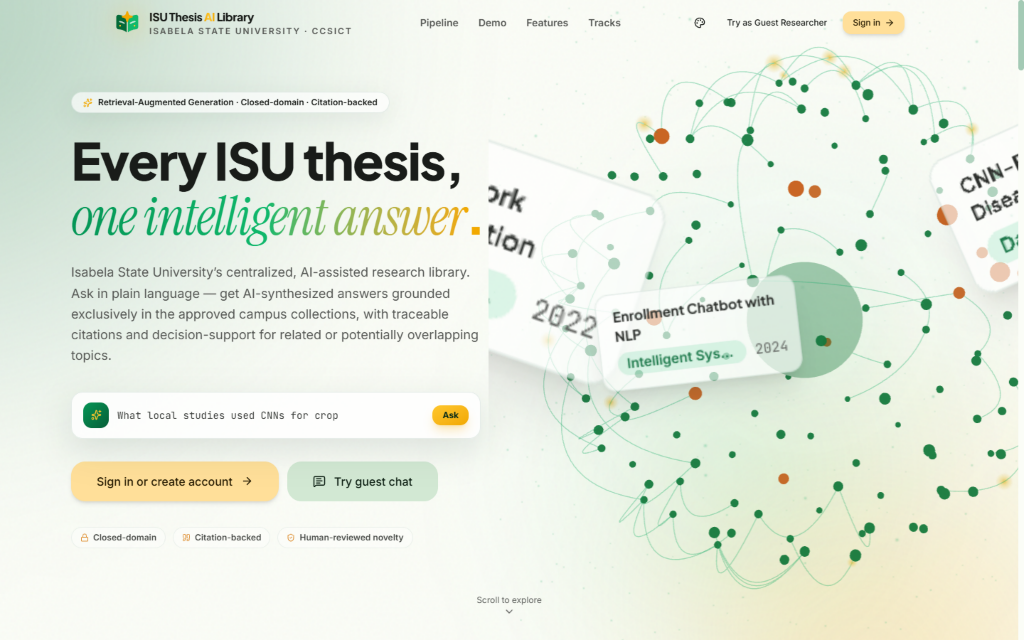 ISU Thesis AI Library
ISABELA STATE UNIVERSITY · CCSICT
Pipeline
Demo
Features
Tracks
Try as Guest Researcher
Sign in →
Retrieval-Augmented Generation · Closed-domain · Citation-backed
Every ISU thesis,
one intelligent answer.
Isabela State University's centralized, AI-assisted research library.
Ask in plain language — get AI-synthesized answers grounded
exclusively in the approved campus collections, with traceable
citations and decision-support for related or potentially overlapping
topics.
What local studies used CNNs for crop
Ask
Sign in or create account →
Try guest chat
Closed-domain
Citation-backed
Human-reviewed novelty
2022
Enrollment Chatbot with
NLP
Intelligent Sys...
2024
Scroll to explore